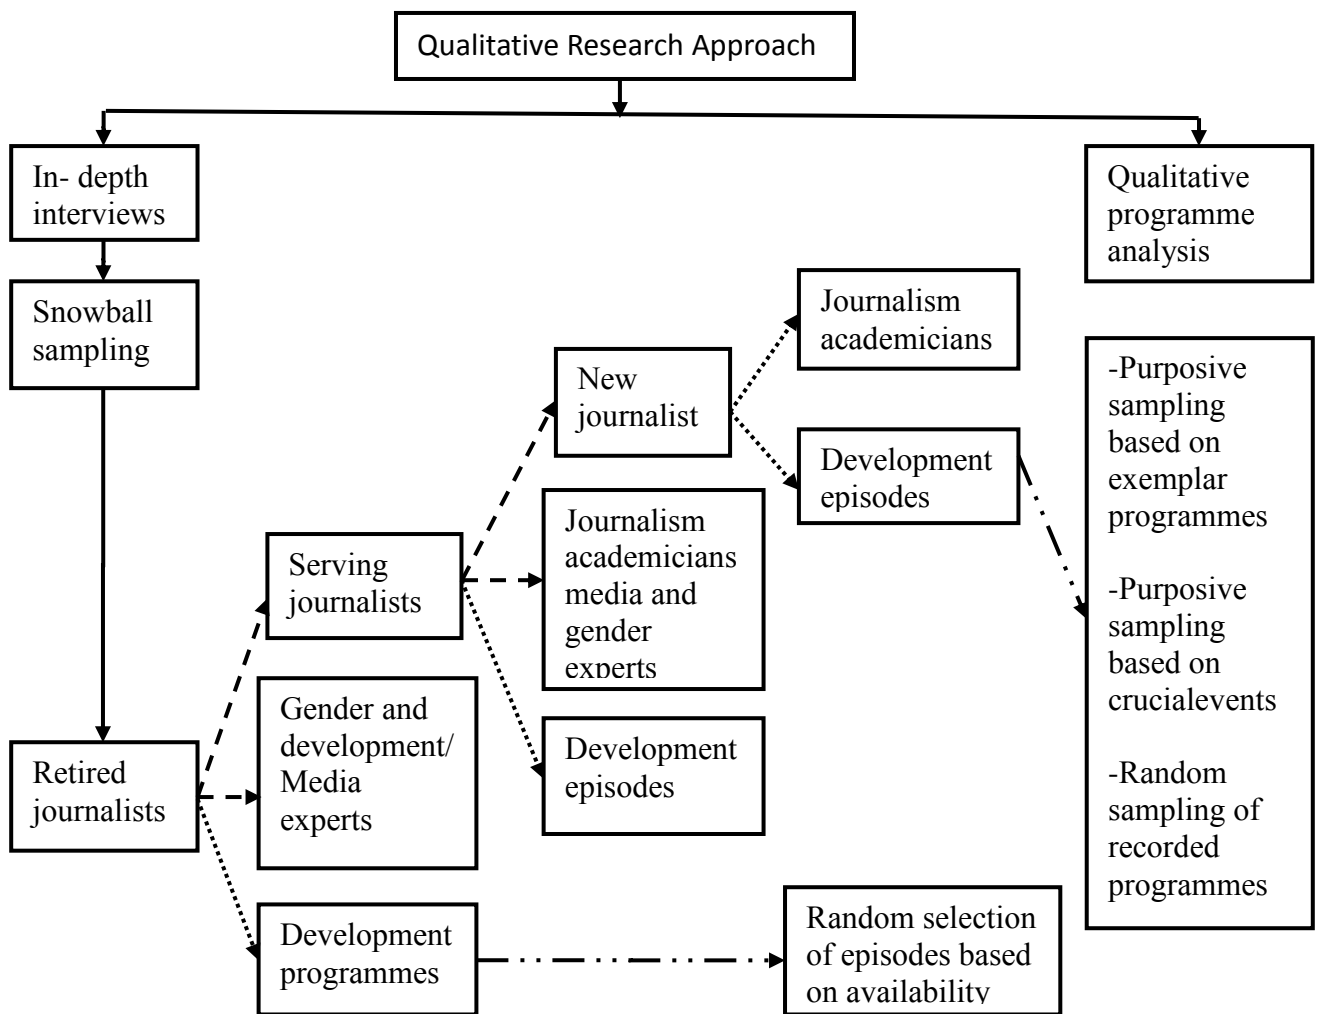 Qualitative Research Approach
In- depth
interviews
Qualitative
programme
analysis
Snowball
sampling
Journalism
academicians
New
journalist
-Purposive
sampling
based on
exemplar
programmes
-Purposive
sampling
based on
crucialevents
-Random
sampling of
recorded
programmes
Development
episodes
Journalism
academicians
media and
gender
experts
Serving
journalists
Gender and
development/
Media
experts
Development
episodes
Retired
journalists
Development
programmes
Random selection
of episodes based
on availability